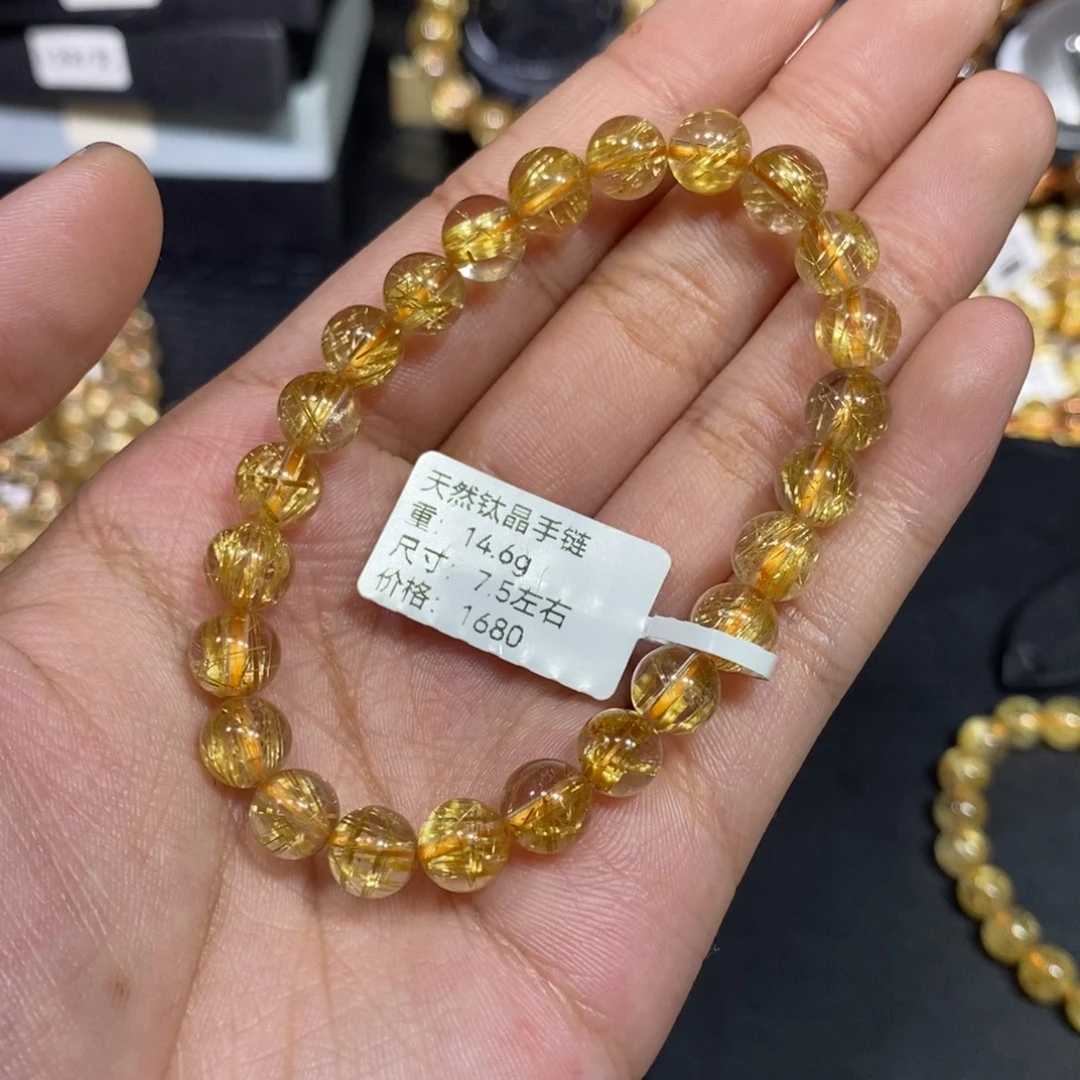 天然钛晶手链
重: 14.6g
尺寸: 7.5左右
价格: 1680